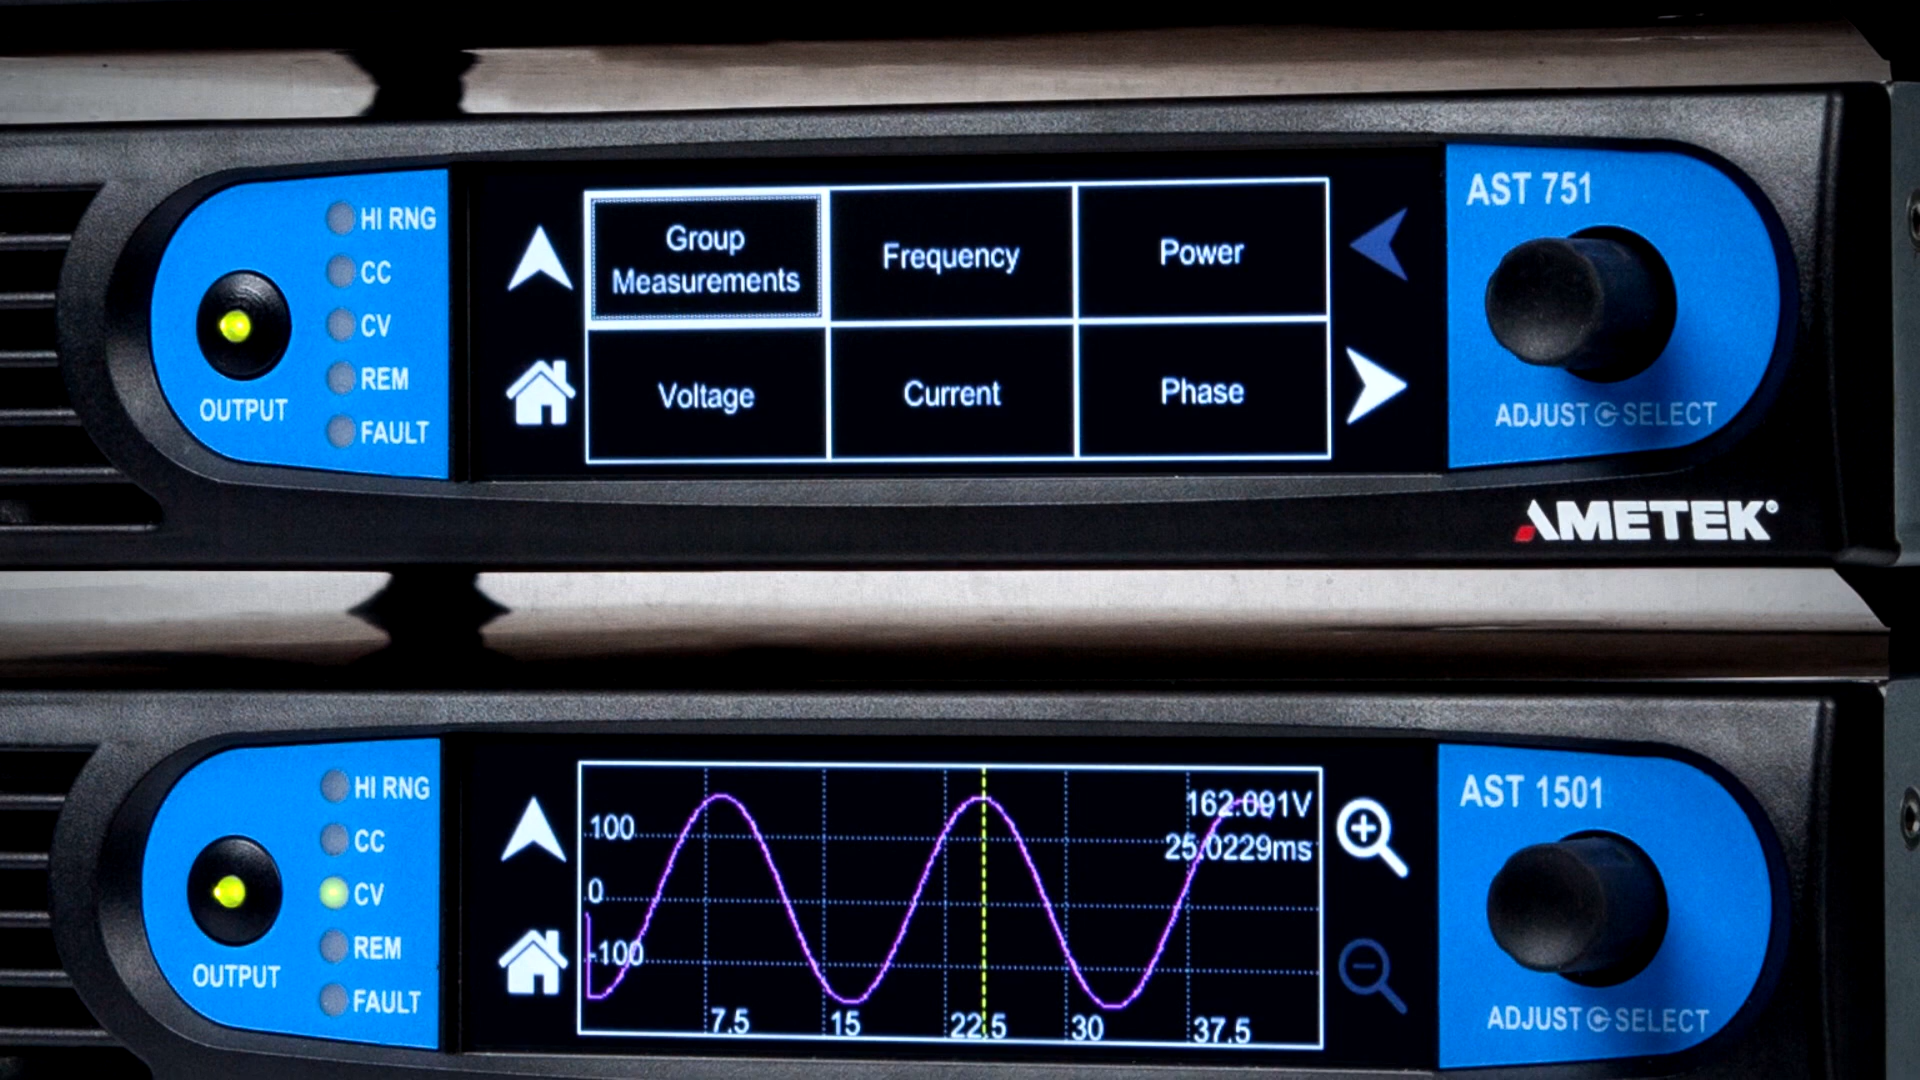 HI RNG
CC
CV
REM
FAULT
OUTPUT
Group
Measurements
Frequency
Power
Voltage
Current
Phase
AST 751
ADJUST SELECT
AMETEK®
HI RNG
CC
CV
REM
FAULT
OUTPUT
100
0
-100
7.5
15
22.5
30
37.5
162.091V
25.0229ms
AST 1501
ADJUST SELECT